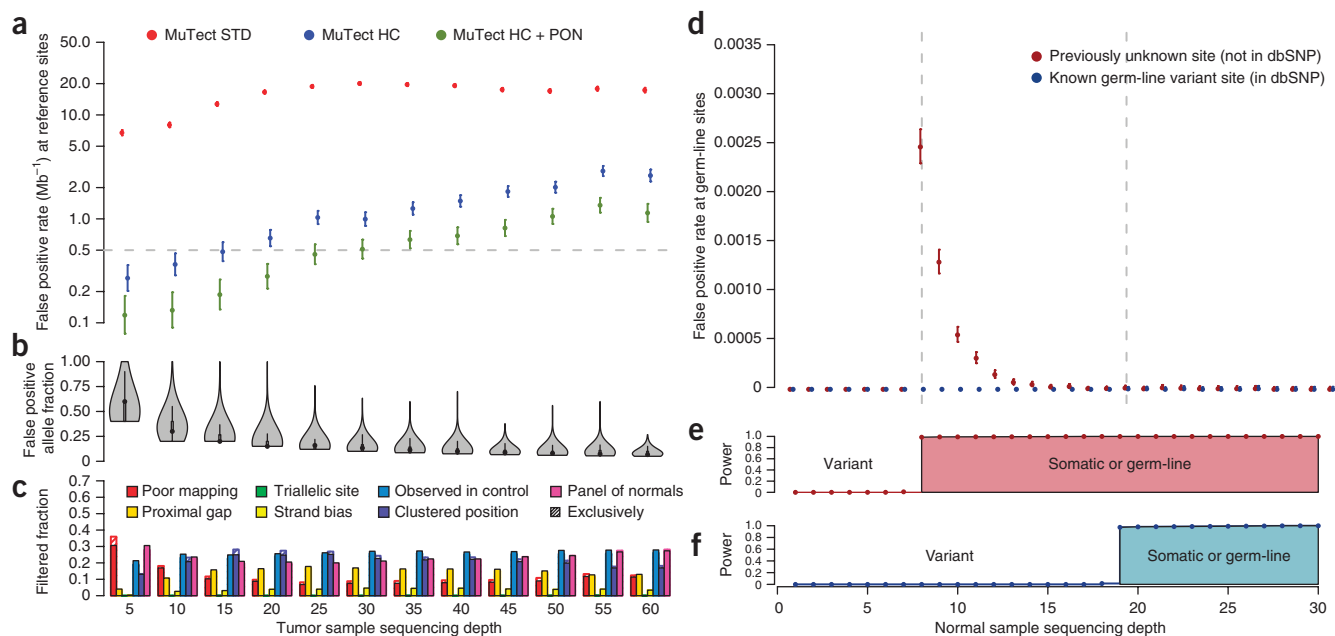 a
MuTect STD MuTect HC MuTect HC + PON
False positive rate (Mb⁻¹) at reference sites
50.0
20.0
10.0
5.0
2.0
1.0
0.5
0.2
0.1
b
False positive
allele fraction
1.00
0.75
0.50
0.25
0
c
Filtered fraction
0.7
0.6
0.5
0.4
0.3
0.2
0.1
0
Poor mapping Triallelic site Observed in control Panel of normals
Proximal gap Strand bias Clustered position Exclusively
5 10 15 20 25 30 35 40 45 50 55 60
Tumor sample sequencing depth
d
False positive rate at germ-line sites
0.0035
0.0030
0.0025
0.0020
0.0015
0.0010
0.0005
0
Previously unknown site (not in dbSNP)
Known germ-line variant site (in dbSNP)
e
Power
1.0
0.8
0.6
0.4
0.2
0
Variant Somatic or germ-line
f
Power
1.0
0.8
0.6
0.4
0.2
0
Variant Somatic or germ-line
0 5 10 15 20 25 30
Normal sample sequencing depth